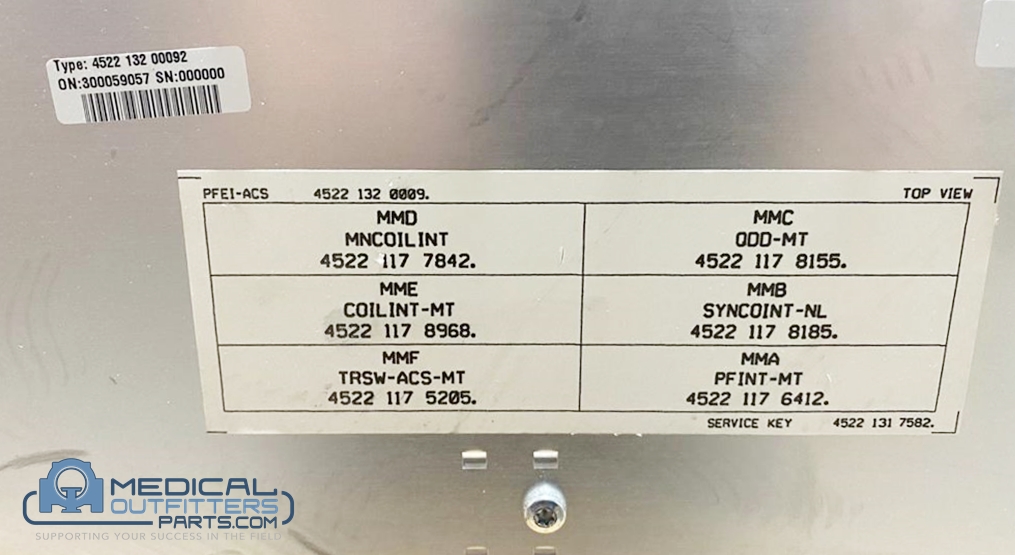 Type: 4522 132 00092
ON:300059057 SN:000000
PFEI-ACS 4522 132 0009. TOP VIEW
MMD
MNCOILINT
4522 117 7842.
MMC
ODD-MT
4522 117 8155.
MME
COILINT-MT
4522 117 8968.
MMB
SYNCOINT-NL
4522 117 8185.
MMF
TRSW-ACS-MT
4522 117 5205.
MMA
PFINT-MT
4522 117 6412.
SERVICE KEY 4522 131 7582.
MEDICAL
OUTFITTERS
PARTS.COM
SUPPORTING YOUR SUCCESS IN THE FIELD